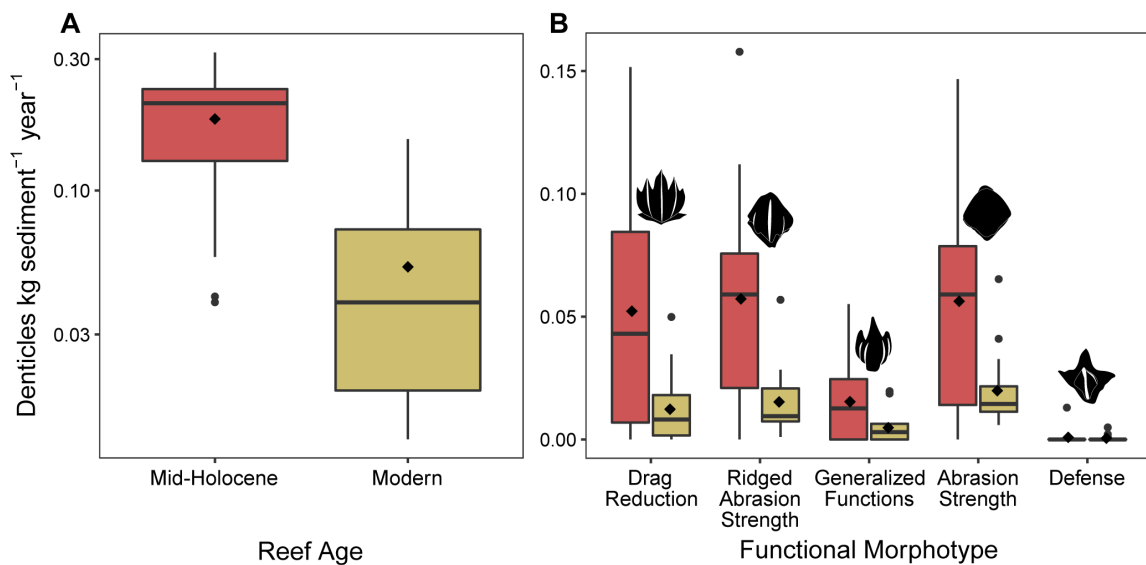 A
Denticles kg sediment⁻¹ year⁻¹
0.30
0.10
0.03
Mid-Holocene
Modern
Reef Age
B
0.15
0.10
0.05
0.00
Drag
Reduction
Ridged
Abrasion
Strength
Generalized
Functions
Abrasion
Strength
Defense
Functional Morphotype